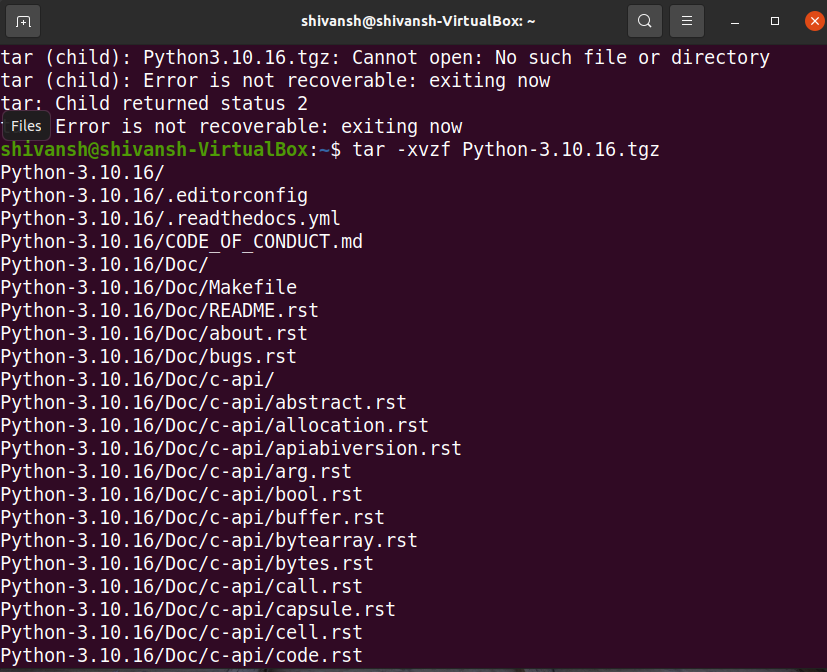 shivansh@shivansh-VirtualBox: ~
tar (child): Python3.10.16.tgz: Cannot open: No such file or directory
tar (child): Error is not recoverable: exiting now
tar: Child returned status 2
Files
Error is not recoverable: exiting now
shivansh@shivansh-VirtualBox:~$ tar -xvzf Python-3.10.16.tgz
Python-3.10.16/
Python-3.10.16/.editorconfig
Python-3.10.16/.readthedocs.yml
Python-3.10.16/CODE_OF_CONDUCT.md
Python-3.10.16/Doc/
Python-3.10.16/Doc/Makefile
Python-3.10.16/Doc/README.rst
Python-3.10.16/Doc/about.rst
Python-3.10.16/Doc/bugs.rst
Python-3.10.16/Doc/c-api/
Python-3.10.16/Doc/c-api/abstract.rst
Python-3.10.16/Doc/c-api/allocation.rst
Python-3.10.16/Doc/c-api/apiabiversion.rst
Python-3.10.16/Doc/c-api/arg.rst
Python-3.10.16/Doc/c-api/bool.rst
Python-3.10.16/Doc/c-api/buffer.rst
Python-3.10.16/Doc/c-api/bytearray.rst
Python-3.10.16/Doc/c-api/bytes.rst
Python-3.10.16/Doc/c-api/call.rst
Python-3.10.16/Doc/c-api/capsule.rst
Python-3.10.16/Doc/c-api/cell.rst
Python-3.10.16/Doc/c-api/code.rst